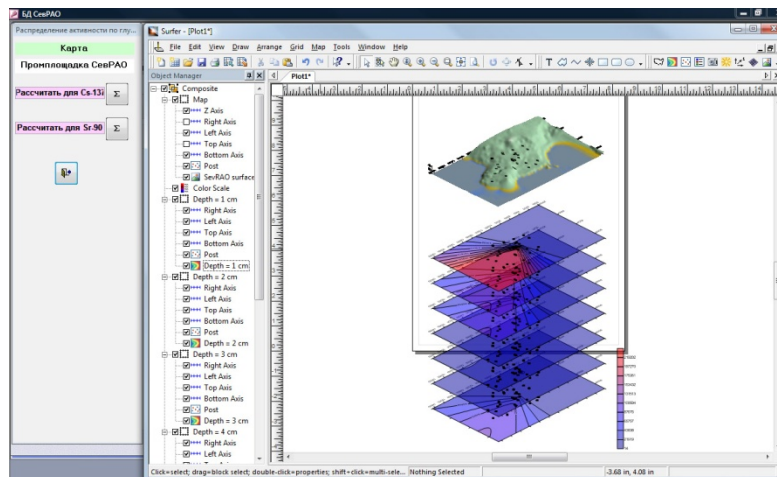 БД СевРАО
Распределение активности по глу...
Карта
Промплощадка СевРАО
Рассчитать для Cs-137
Σ
Рассчитать для Sr-90
Σ
Surfer - [Plot1*]
File Edit View Draw Arrange Grid Map Tools Window Help
Object Manager
Plot1*
Composite
Map
Z Axis
Right Axis
Left Axis
Top Axis
Bottom Axis
Post
SevRAO surface
Color Scale
Depth = 1 cm
Right Axis
Left Axis
Top Axis
Bottom Axis
Post
Depth = 1 cm
Depth = 2 cm
Right Axis
Left Axis
Top Axis
Bottom Axis
Post
Depth = 2 cm
Depth = 3 cm
Right Axis
Left Axis
Top Axis
Bottom Axis
Post
Depth = 3 cm
Depth = 4 cm
Right Axis
Left Axis
Click=select; drag=block select; double-click=properties; shift+click=multi-sele... Nothing Selected
-3.68 in, 4.08 in